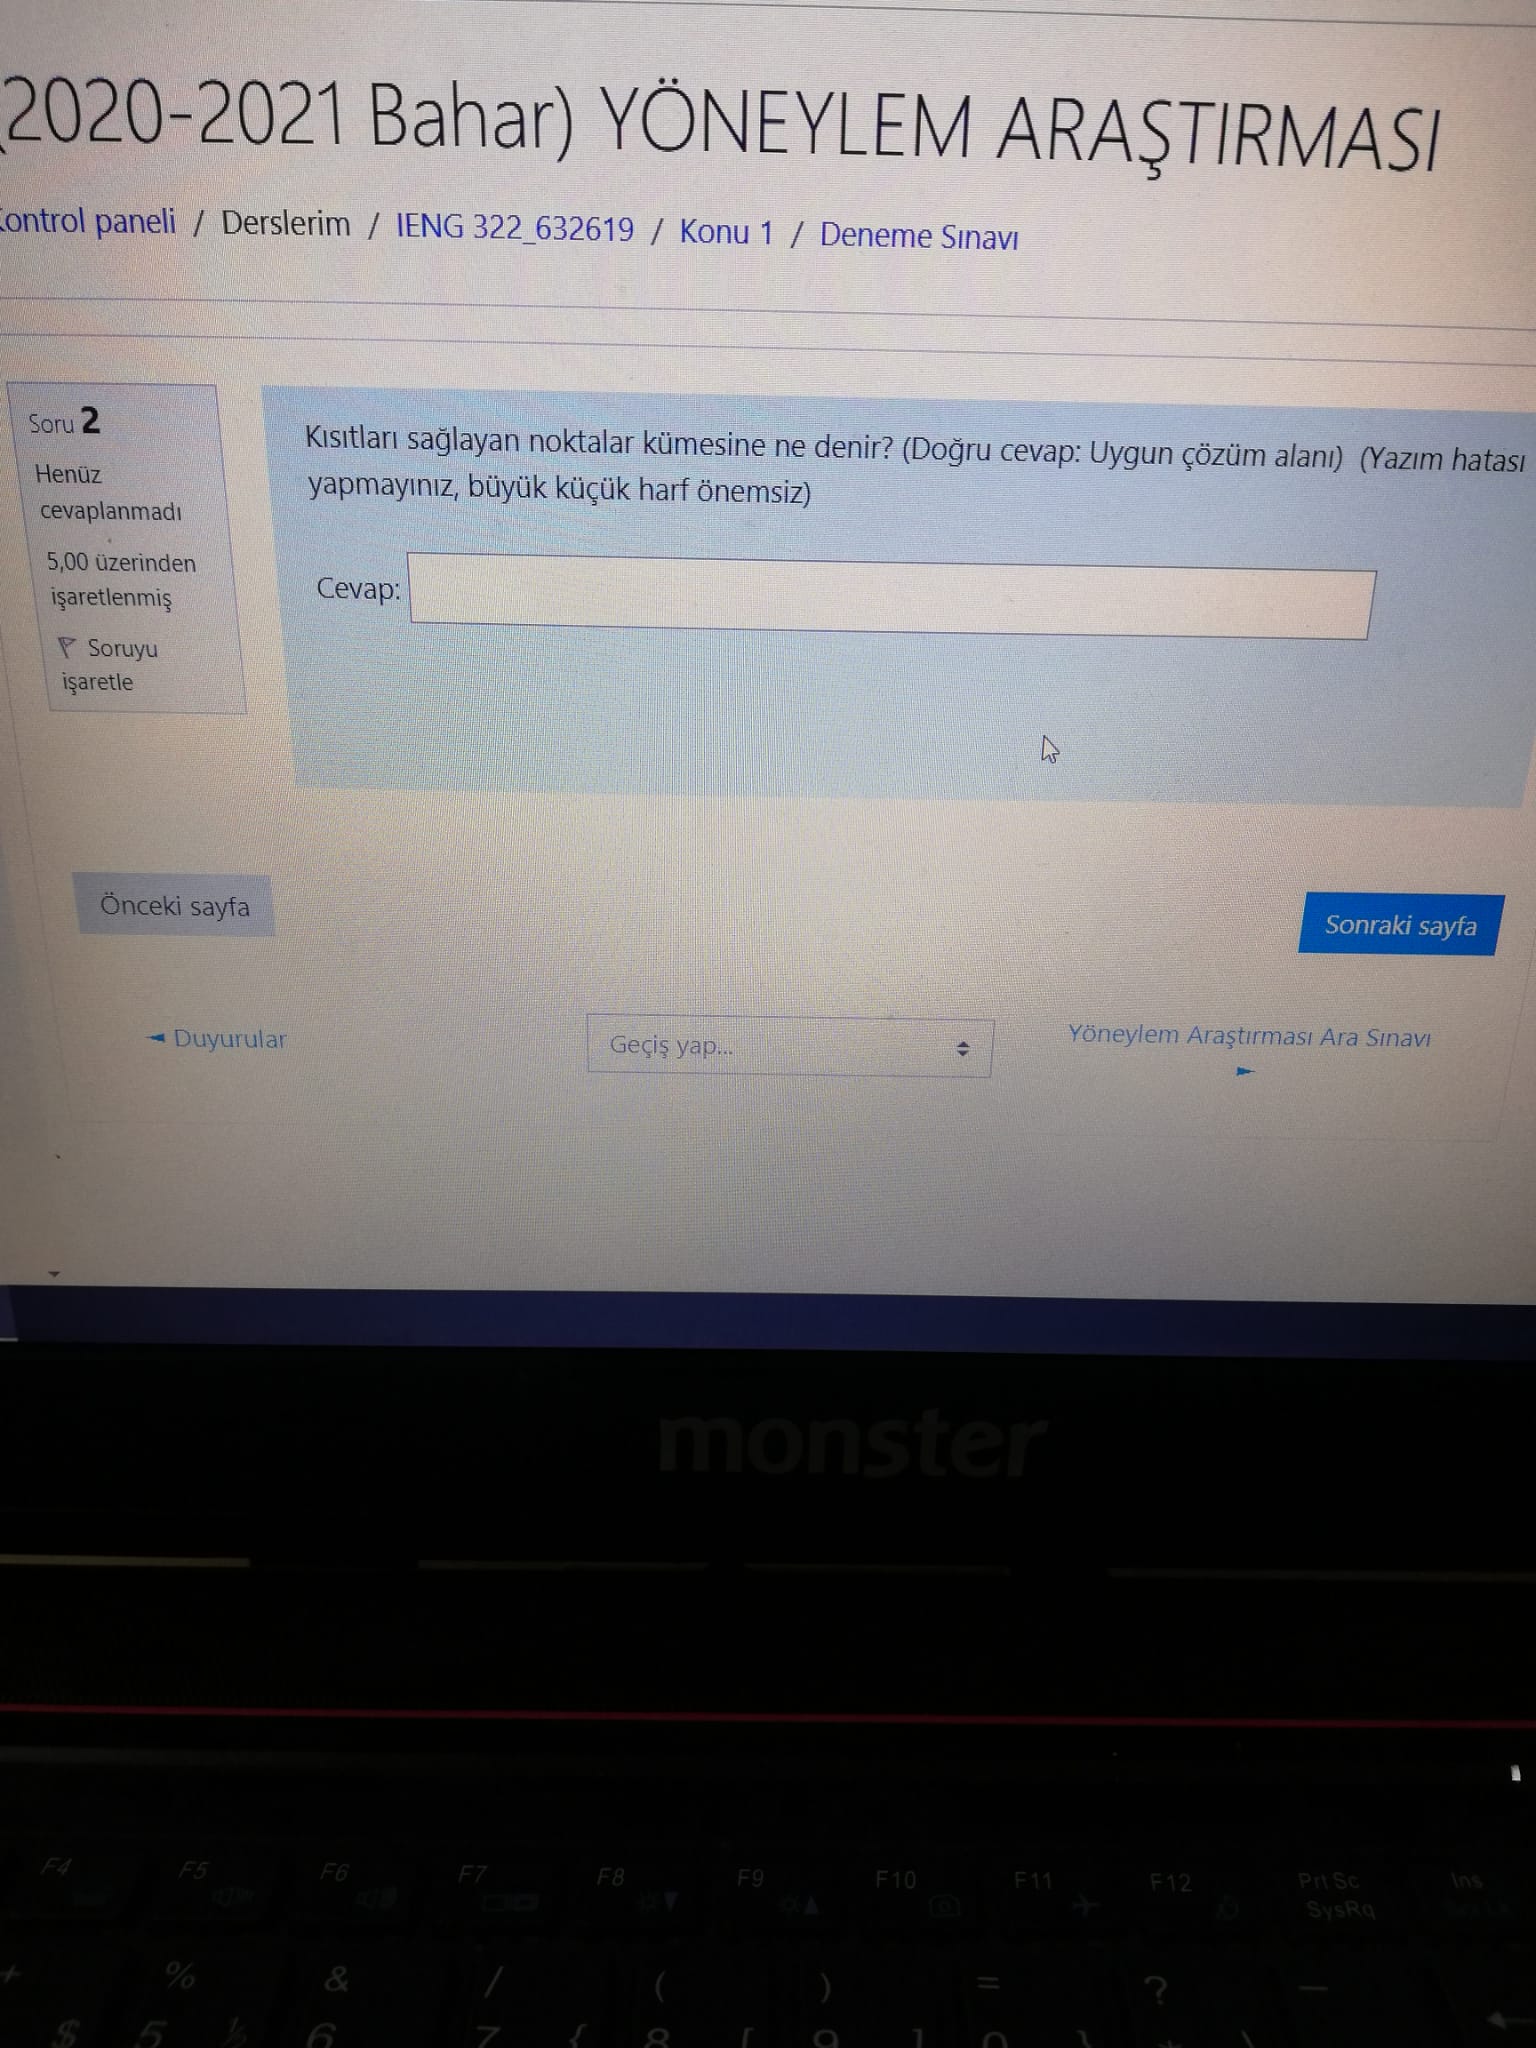 (2020-2021 Bahar) YÖNEYLEM ARAŞTIRMASI
Kontrol paneli / Derslerim / IENG 322_632619 / Konu 1 / Deneme Sınavı
Soru 2
Henüz
cevaplanmadı
5,00 üzerinden
işaretlenmiş
Soruyu
işaretle
Kısıtları sağlayan noktalar kümesine ne denir? (Doğru cevap: Uygun çözüm alanı) (Yazım hatası
yapmayınız, büyük küçük harf önemsiz)
Cevap:
Önceki sayfa
Sonraki sayfa
◄ Duyurular
Geçiş yap...
Yöneylem Araştırması Ara Sınavı
►
monster
F4 F5 F6 F7 F8 F9 F10 F11 F12 Prt Sc Ins
SysRq
+ % & / ( ) = ? _
$ 5 ½ 6 7 { 8 [ 9 ] 0 } * \